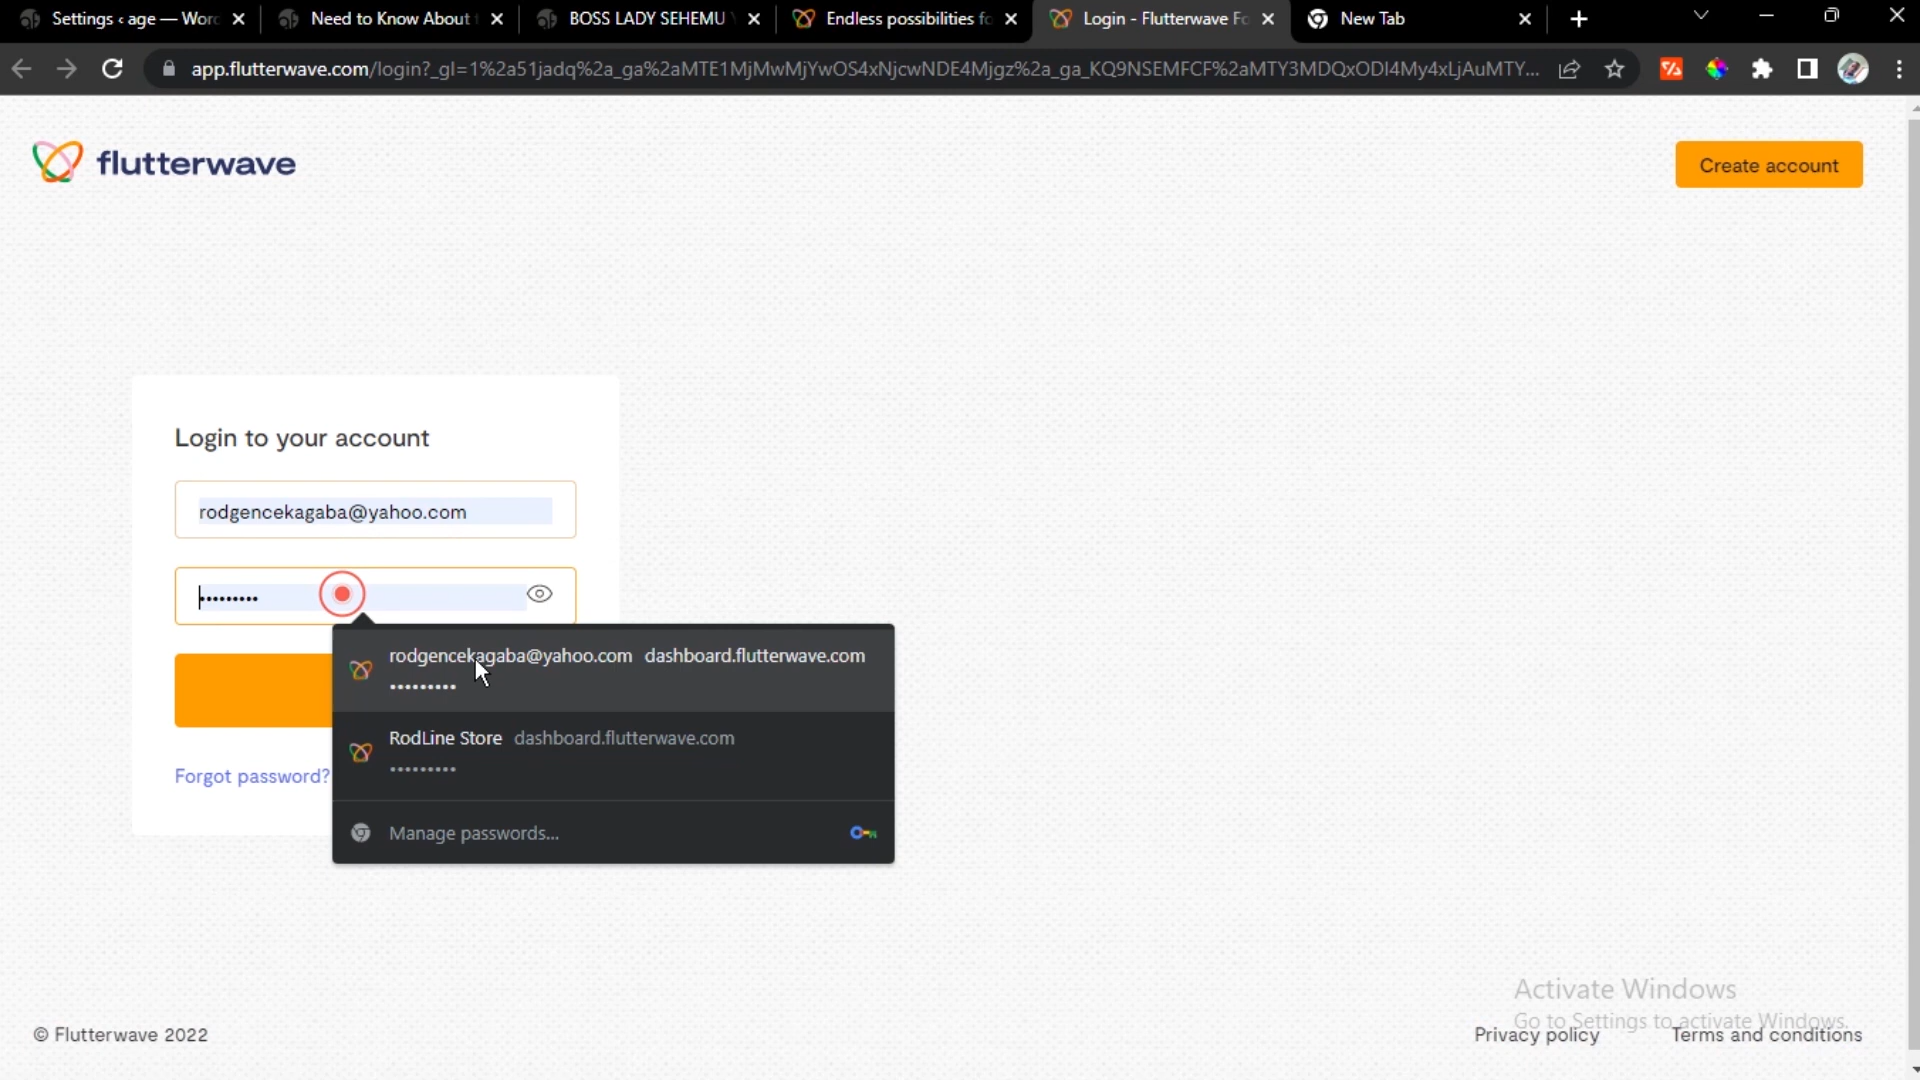 Settings ‹ age — Wor
Need to Know About
BOSS LADY SEHEMU
Endless possibilities fo
Login - Flutterwave Fo
New Tab
app.flutterwave.com/login?_gl=1%2a51jadq%2a_ga%2aMTE1MjMwMjYwOS4xNjcwNDE4Mjgz%2a_ga_KQ9NSEMFCF%2aMTY3MDQxODI4My4xLjAuMTY...
flutterwave
Create account
Login to your account
rodgencekagaba@yahoo.com
•••••••••
rodgencekagaba@yahoo.com dashboard.flutterwave.com
•••••••••
RodLine Store dashboard.flutterwave.com
•••••••••
Forgot password?
Manage passwords...
Activate Windows
Go to Settings to activate Windows.
© Flutterwave 2022
Privacy policy
Terms and conditions